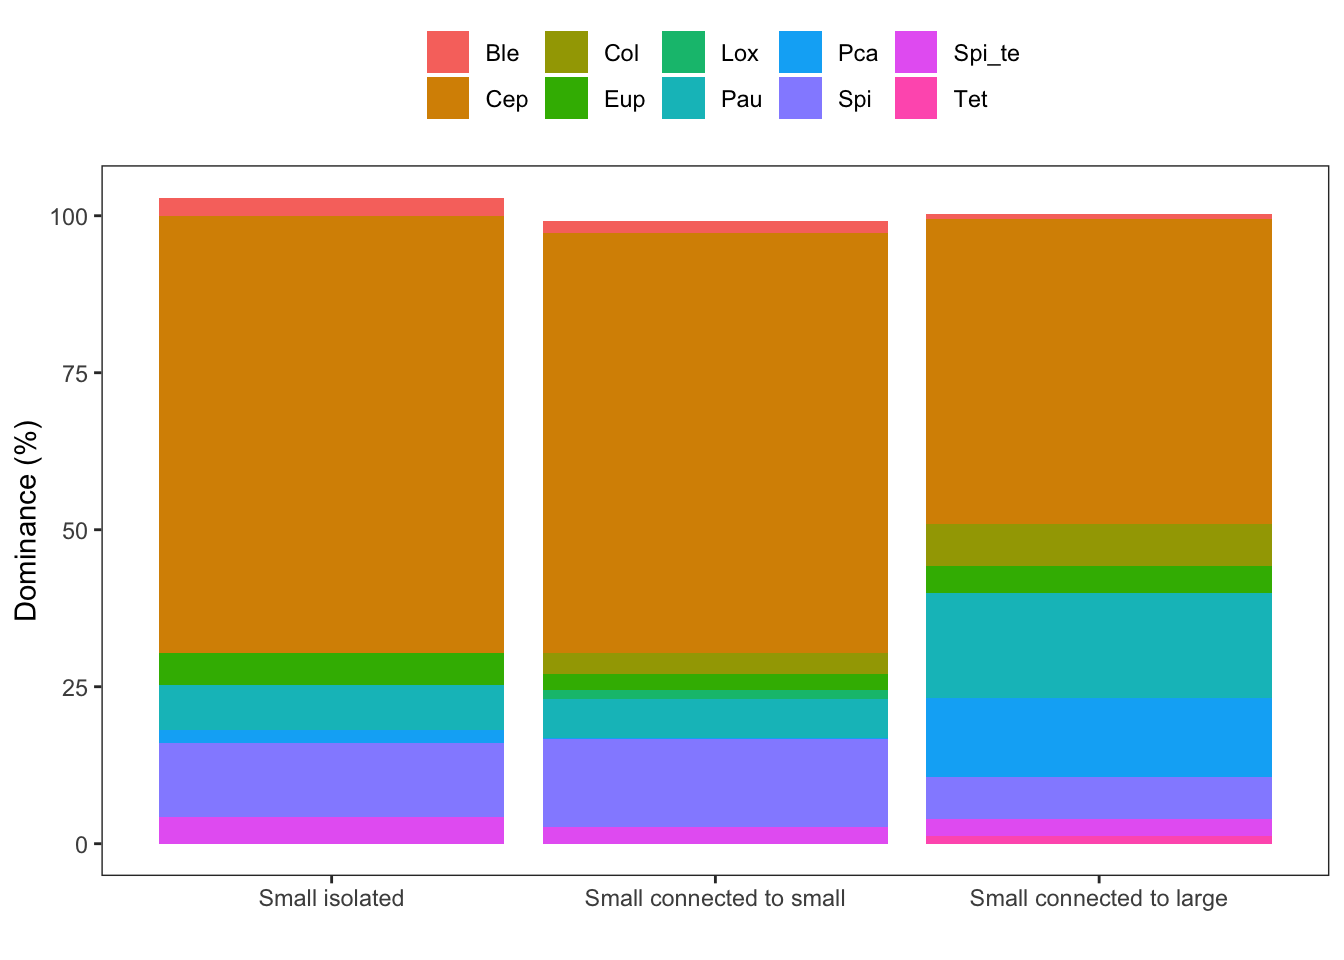 Ble Col Lox Pca Spi_te
Cep Eup Pau Spi Tet
Dominance (%)
100
75
50
25
0
Small isolated Small connected to small Small connected to large